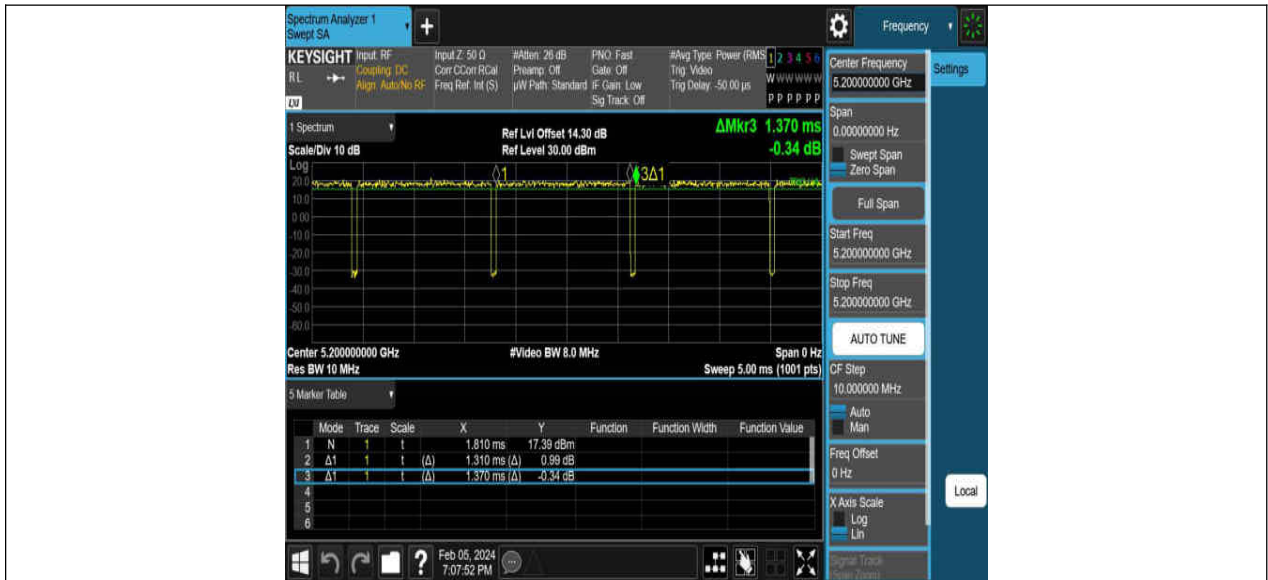 Spectrum Analyzer 1
Swept SA
+
Frequency
KEYSIGHT
RL
Input: RF
Coupling: DC
Align: Auto/No RF
Input Z: 50 Ω
Corr CCorr RCal
Freq Ref: Int (S)
#Atten: 26 dB
Preamp: Off
µW Path: Standard
PNO: Fast
Gate: Off
IF Gain: Low
Sig Track: Off
#Avg Type: Power (RMS
Trig: Video
Trig Delay: -50.00 µs
1 2 3 4 5 6
W W W W W W
P P P P P P
Center Frequency
5.200000000 GHz
Settings
Span
0.00000000 Hz
Swept Span
Zero Span
Full Span
Start Freq
5.200000000 GHz
Stop Freq
5.200000000 GHz
AUTO TUNE
CF Step
10.000000 MHz
Auto
Man
Freq Offset
0 Hz
X Axis Scale
Log
Lin
Signal Track
(Span Zoom)
Local
1 Spectrum
Scale/Div 10 dB
Ref Lvl Offset 14.30 dB
Ref Level 30.00 dBm
ΔMkr3 1.370 ms
-0.34 dB
Log
1
3Δ1
20.0
10.0
0.00
-10.0
-20.0
-30.0
-40.0
-50.0
-60.0
Center 5.200000000 GHz
#Video BW 8.0 MHz
Span 0 Hz
Res BW 10 MHz
Sweep 5.00 ms (1001 pts)
5 Marker Table
Mode Trace Scale X Y Function Function Width Function Value
1 N 1 t 1.810 ms 17.39 dBm
2 Δ1 1 t (Δ) 1.310 ms (Δ) 0.99 dB
3 Δ1 1 t (Δ) 1.370 ms (Δ) -0.34 dB
4
5
6
?
Feb 05, 2024
7:07:52 PM